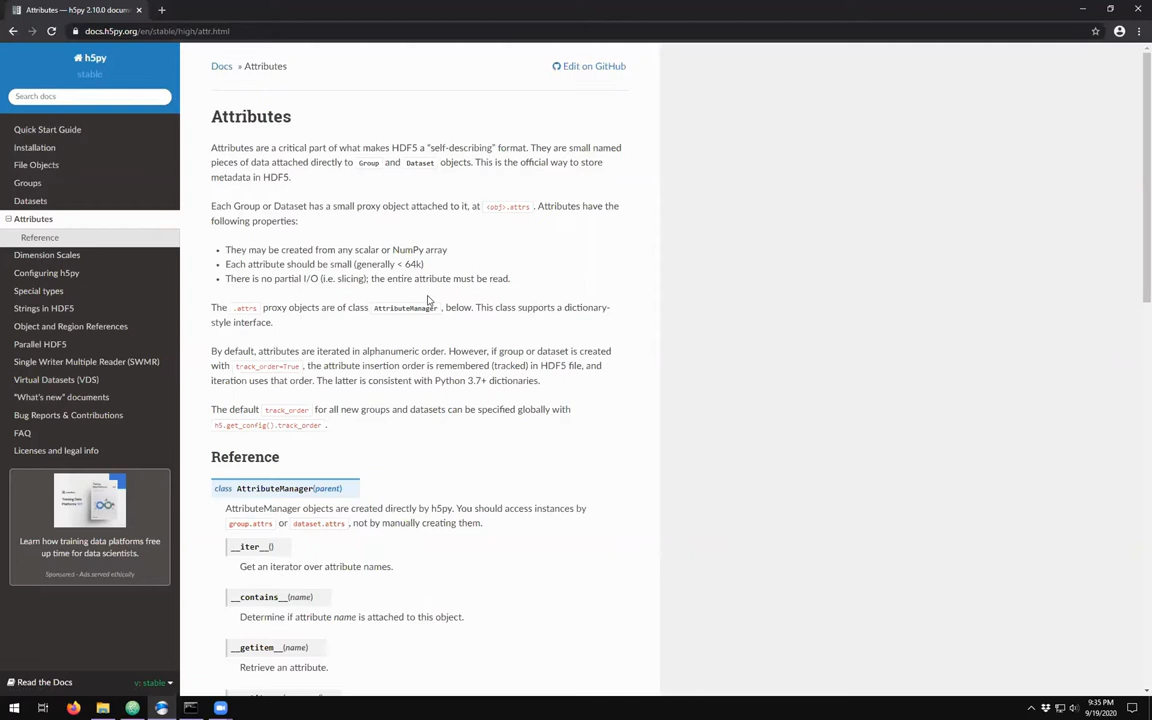 Attributes — h5py 2.10.0 docum
docs.h5py.org/en/stable/high/attr.html
h5py
stable
Search docs
Quick Start Guide
Installation
File Objects
Groups
Datasets
Attributes
Reference
Dimension Scales
Configuring h5py
Special types
Strings in HDF5
Object and Region References
Parallel HDF5
Single Writer Multiple Reader (SWMR)
Virtual Datasets (VDS)
“What’s new” documents
Bug Reports & Contributions
FAQ
Licenses and legal info
Learn how training data platforms free
up time for data scientists.
Sponsored · Ads served ethically
Read the Docs
v: stable
Docs » Attributes
Edit on GitHub
Attributes
Attributes are a critical part of what makes HDF5 a “self-describing” format. They are small named
pieces of data attached directly to Group and Dataset objects. This is the official way to store
metadata in HDF5.
Each Group or Dataset has a small proxy object attached to it, at <obj>.attrs. Attributes have the
following properties:
• They may be created from any scalar or NumPy array
• Each attribute should be small (generally < 64k)
• There is no partial I/O (i.e. slicing); the entire attribute must be read.
The .attrs proxy objects are of class AttributeManager, below. This class supports a dictionary-
style interface.
By default, attributes are iterated in alphanumeric order. However, if group or dataset is created
with track_order=True, the attribute insertion order is remembered (tracked) in HDF5 file, and
iteration uses that order. The latter is consistent with Python 3.7+ dictionaries.
The default track_order for all new groups and datasets can be specified globally with
h5.get_config().track_order.
Reference
class AttributeManager(parent)
AttributeManager objects are created directly by h5py. You should access instances by
group.attrs or dataset.attrs, not by manually creating them.
__iter__()
Get an iterator over attribute names.
__contains__(name)
Determine if attribute name is attached to this object.
__getitem__(name)
Retrieve an attribute.
9:35 PM
9/19/2020